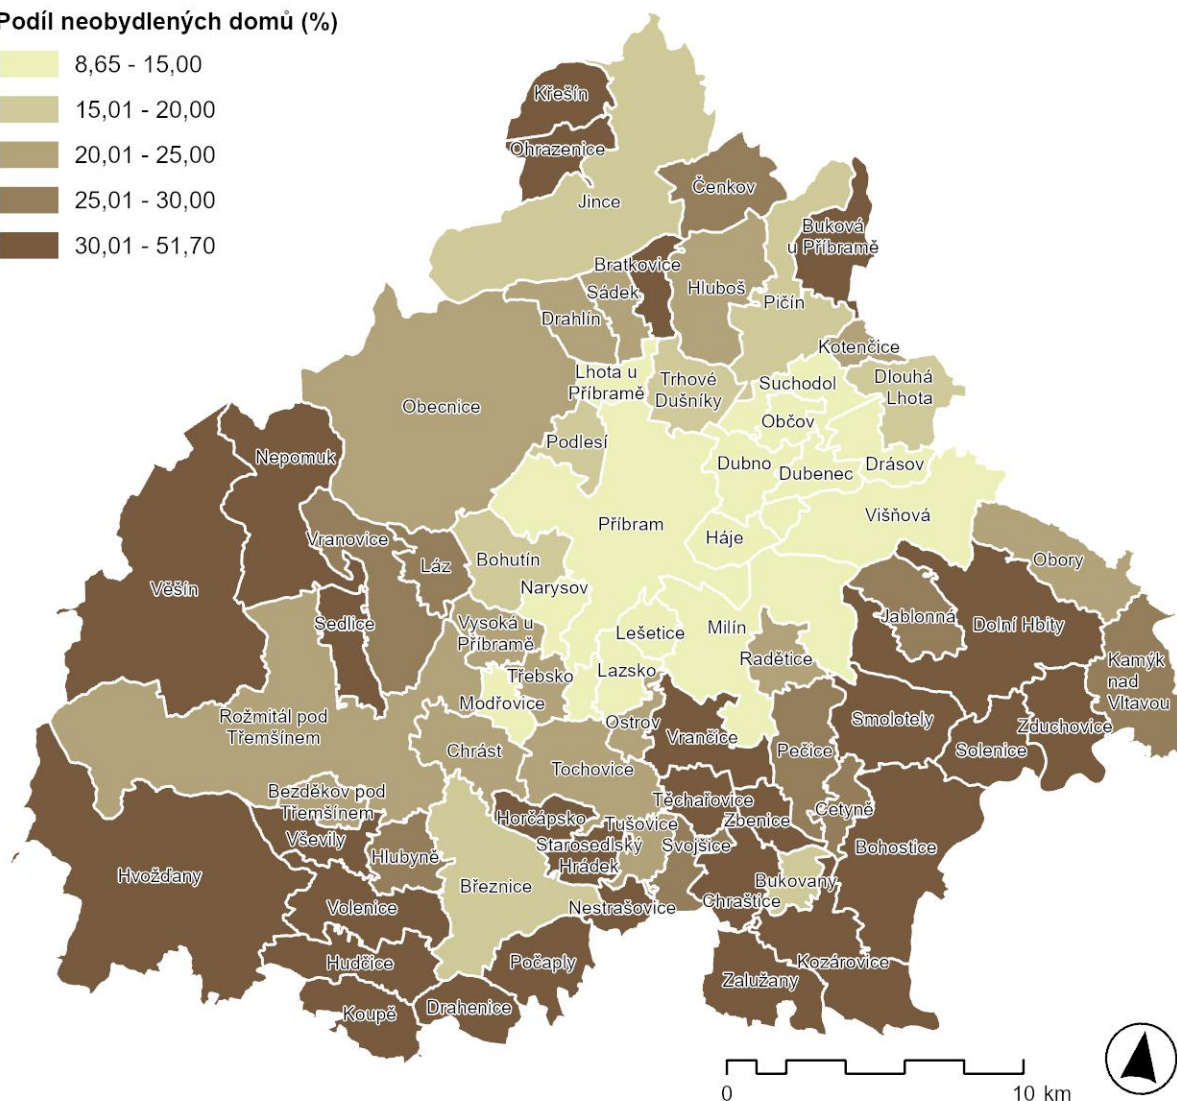 Podíl neobydlených domů (%)
8,65 - 15,00
15,01 - 20,00
20,01 - 25,00
25,01 - 30,00
30,01 - 51,70
Křešín
Ohrazenice
Jince
Čenkov
Buková
u Příbramě
Bratkovice
Sádek
Hluboš
Pičín
Drahlín
Kotenčice
Lhota u
Příbramě
Trhové
Dušníky
Suchodol
Dlouhá
Lhota
Obecnice
Občov
Podlesí
Nepomuk
Dubno
Dubenec
Drásov
Příbram
Višňová
Vranovice
Háje
Láz
Bohutín
Obory
Věšín
Narysov
Sedlice
Vysoká u
Příbramě
Lešetice
Milín
Jablonná
Dolní Hbity
Radětice
Lazsko
Třebsko
Kamýk
nad
Vltavou
Modřovice
Rožmitál pod
Třemšínem
Ostrov
Smolotely
Zduchovice
Vrančice
Chrást
Pečice
Solenice
Tochovice
Bezděkov pod
Třemšínem
Těchařovice
Cetyně
Horčápsko
Zbenice
Tušovice
Vševily
Starosedlský
Hrádek
Svojšice
Bohostice
Hlubyně
Hvožďany
Březnice
Bukovany
Chraštice
Volenice
Nestrašovice
Hudčice
Počaply
Kozárovice
Zalužany
Koupě
Drahenice
0
10 km